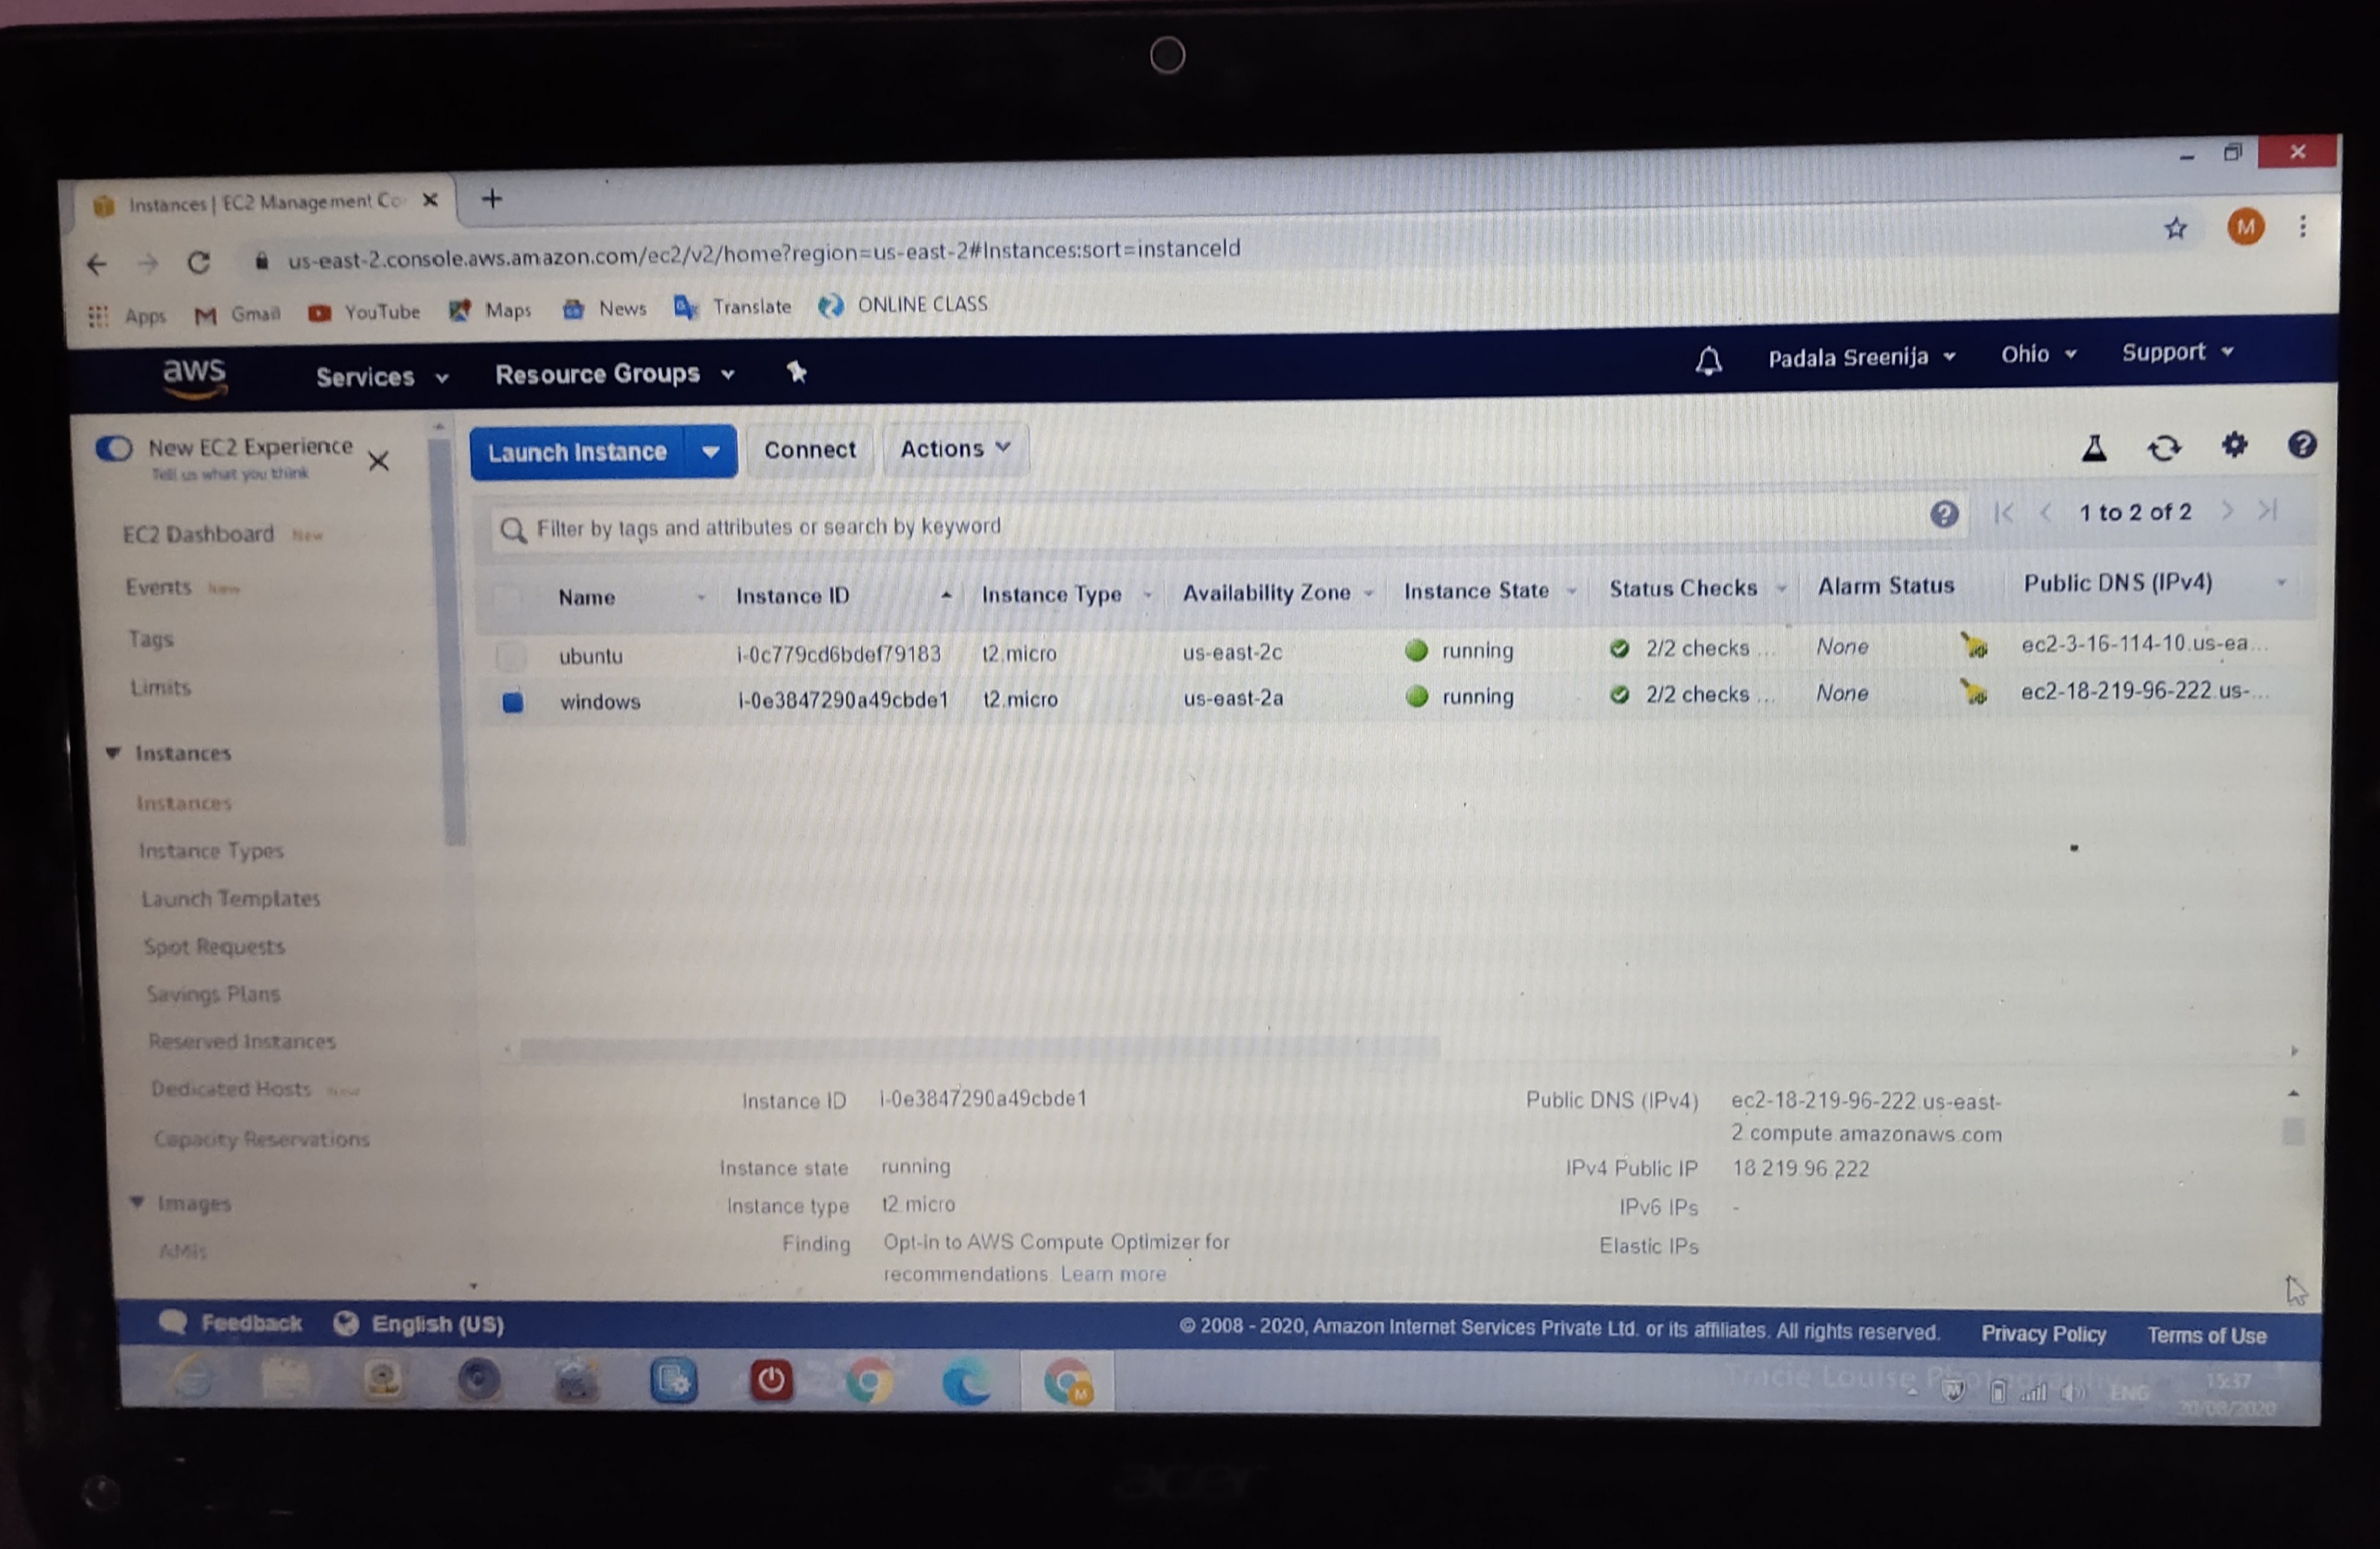 Instances | EC2 Management Co
us-east-2.console.aws.amazon.com/ec2/v2/home?region=us-east-2#Instances:sort=instanceId
M
Apps Gmail YouTube Maps News Translate ONLINE CLASS
aws Services Resource Groups Padala Sreenija Ohio Support
New EC2 Experience
Tell us what you think
Launch Instance Connect Actions
Filter by tags and attributes or search by keyword 1 to 2 of 2
EC2 Dashboard New
Events New
Tags
Limits
Instances
Instances
Instance Types
Launch Templates
Spot Requests
Savings Plans
Reserved Instances
Dedicated Hosts New
Capacity Reservations
Images
AMIs
Name Instance ID Instance Type Availability Zone Instance State Status Checks Alarm Status Public DNS (IPv4)
ubuntu i-0c779cd6bdef79183 t2.micro us-east-2c running 2/2 checks ... None ec2-3-16-114-10.us-ea...
windows i-0e3847290a49cbde1 t2.micro us-east-2a running 2/2 checks ... None ec2-18-219-96-222.us-...
Instance ID i-0e3847290a49cbde1 Public DNS (IPv4) ec2-18-219-96-222.us-east-
2.compute.amazonaws.com
Instance state running IPv4 Public IP 18.219.96.222
Instance type t2.micro IPv6 IPs -
Finding Opt-in to AWS Compute Optimizer for Elastic IPs
recommendations. Learn more
Feedback English (US) © 2008 - 2020, Amazon Internet Services Private Ltd. or its affiliates. All rights reserved. Privacy Policy Terms of Use
Tracie Louise Photography
ENG 15:37
20/08/2020
acer